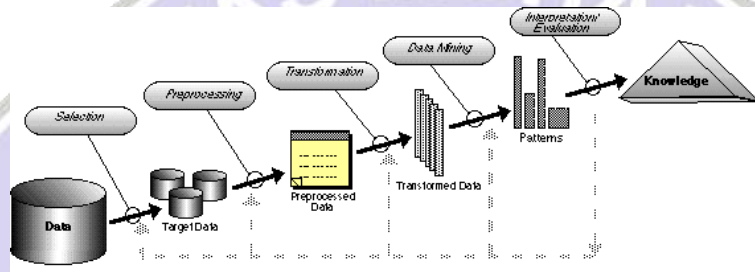 Interpretation/
Evaluation
Data Mining
Transformation
Preprocessing
Selection
Knowledge
Patterns
Transformed Data
Preprocessed
Data
Target Data
Data